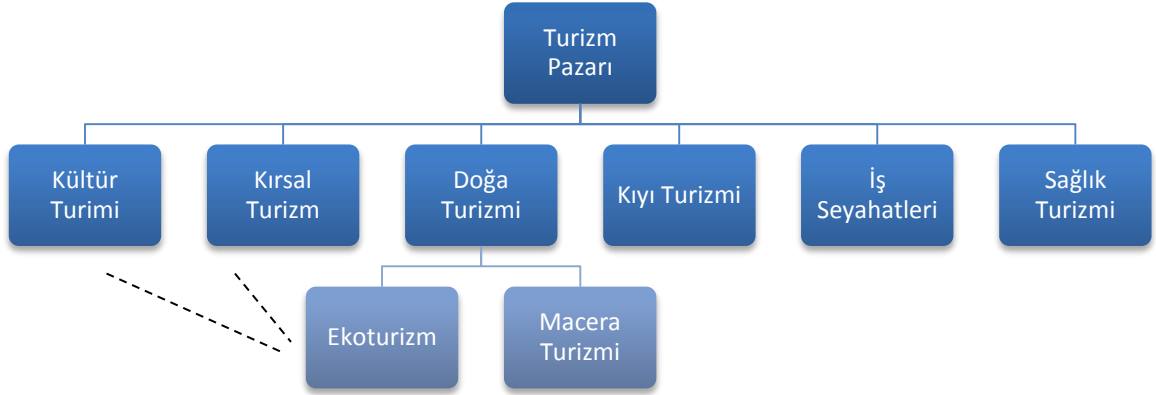 Turizm
Pazarı
Kültür
Turimi
Kırsal
Turizm
Doğa
Turizmi
Kıyı Turizmi
İş
Seyahatleri
Sağlık
Turizmi
Ekoturizm
Macera
Turizmi